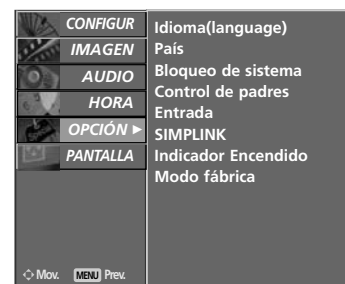 CONFIGUR
IMAGEN
AUDIO
HORA
OPCIÓN ►
PANTALLA
Mov. MENU Prev.
Idioma(language)
País
Bloqueo de sistema
Control de padres
Entrada
SIMPLINK
Indicador Encendido
Modo fábrica